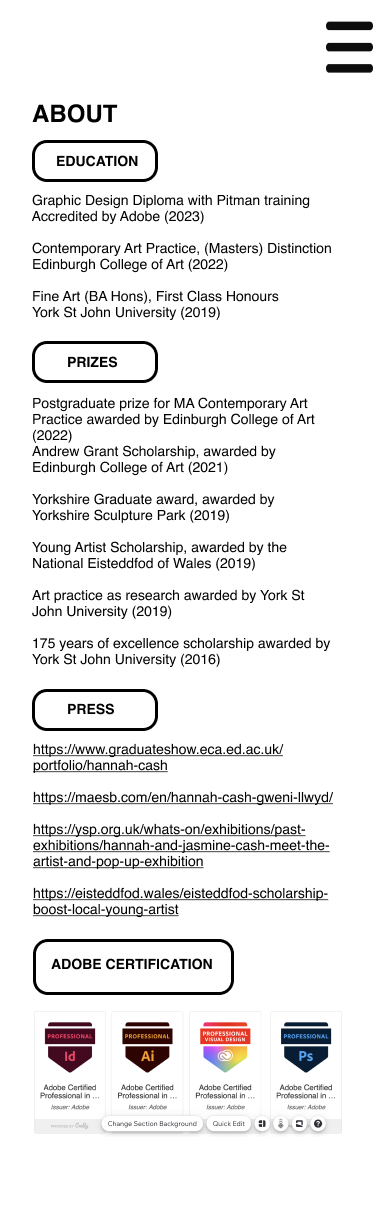 ABOUT
EDUCATION
Graphic Design Diploma with Pitman training
Accredited by Adobe (2023)
Contemporary Art Practice, (Masters) Distinction
Edinburgh College of Art (2022)
Fine Art (BA Hons), First Class Honours
York St John University (2019)
PRIZES
Postgraduate prize for MA Contemporary Art
Practice awarded by Edinburgh College of Art
(2022)
Andrew Grant Scholarship, awarded by
Edinburgh College of Art (2021)
Yorkshire Graduate award, awarded by
Yorkshire Sculpture Park (2019)
Young Artist Scholarship, awarded by the
National Eisteddfod of Wales (2019)
Art practice as research awarded by York St
John University (2019)
175 years of excellence scholarship awarded by
York St John University (2016)
PRESS
https://www.graduateshow.eca.ed.ac.uk/
portfolio/hannah-cash
https://maesb.com/en/hannah-cash-gweni-llwyd/
https://ysp.org.uk/whats-on/exhibitions/past-
exhibitions/hannah-and-jasmine-cash-meet-the-
artist-and-pop-up-exhibition
https://eisteddfod.wales/eisteddfod-scholarship-
boost-local-young-artist
ADOBE CERTIFICATION
PROFESSIONAL PROFESSIONAL PROFESSIONAL PROFESSIONAL
VISUAL DESIGN
Id Ai Ps
Adobe Certified Adobe Certified Adobe Certified Adobe Certified
Professional in ... Professional in ... Professional in ... Professional in ...
Issuer: Adobe Issuer: Adobe Issuer: Adobe Issuer: Adobe
Change Section Background Quick Edit